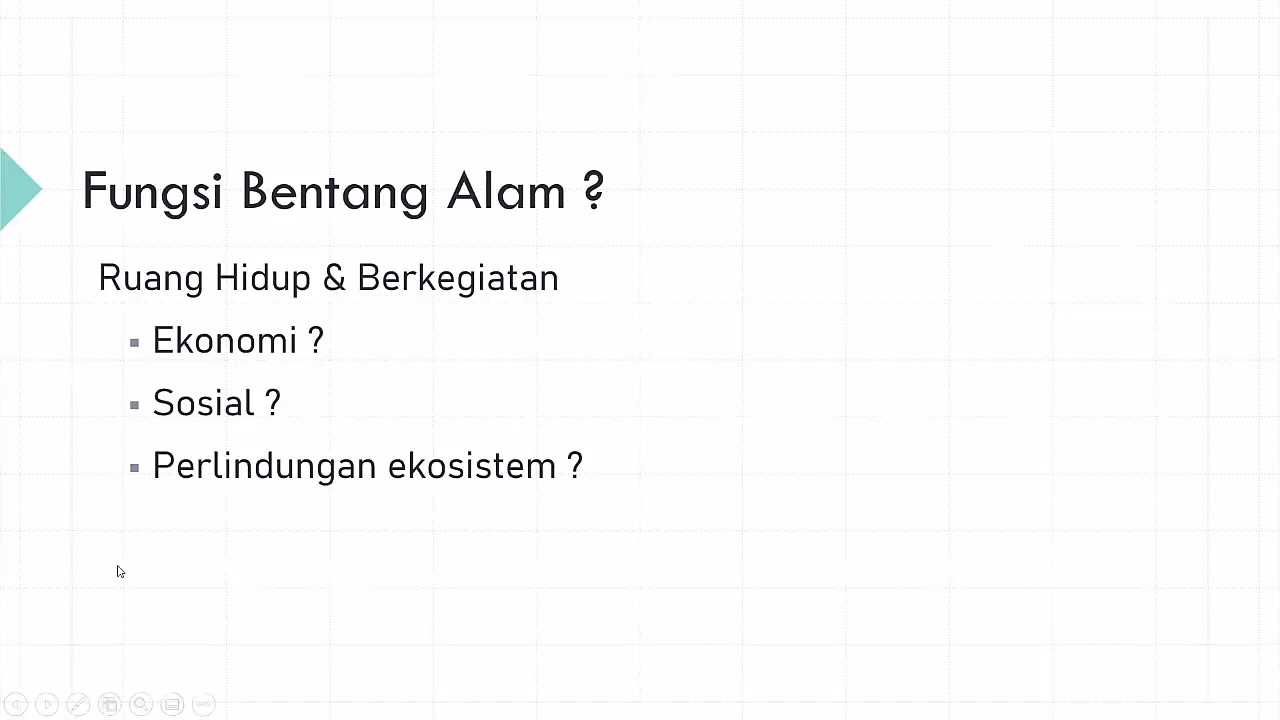 Fungsi Bentang Alam ?
Ruang Hidup & Berkegiatan
Ekonomi ?
Sosial ?
Perlindungan ekosistem ?